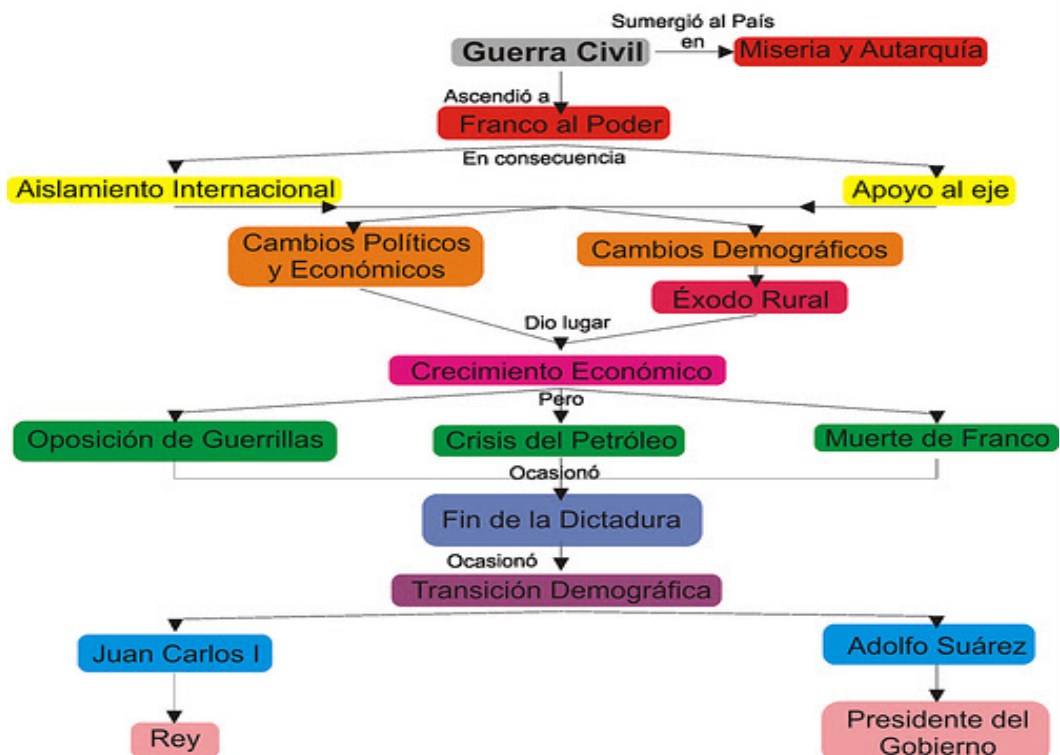 Sumergió al País
en
Guerra Civil
Miseria y Autarquía
Ascendió a
Franco al Poder
En consecuencia
Aislamiento Internacional
Apoyo al eje
Cambios Políticos
y Económicos
Cambios Demográficos
Éxodo Rural
Dio lugar
Crecimiento Económico
Pero
Oposición de Guerrillas
Crisis del Petróleo
Muerte de Franco
Ocasionó
Fin de la Dictadura
Ocasionó
Transición Demográfica
Juan Carlos I
Adolfo Suárez
Rey
Presidente del
Gobierno